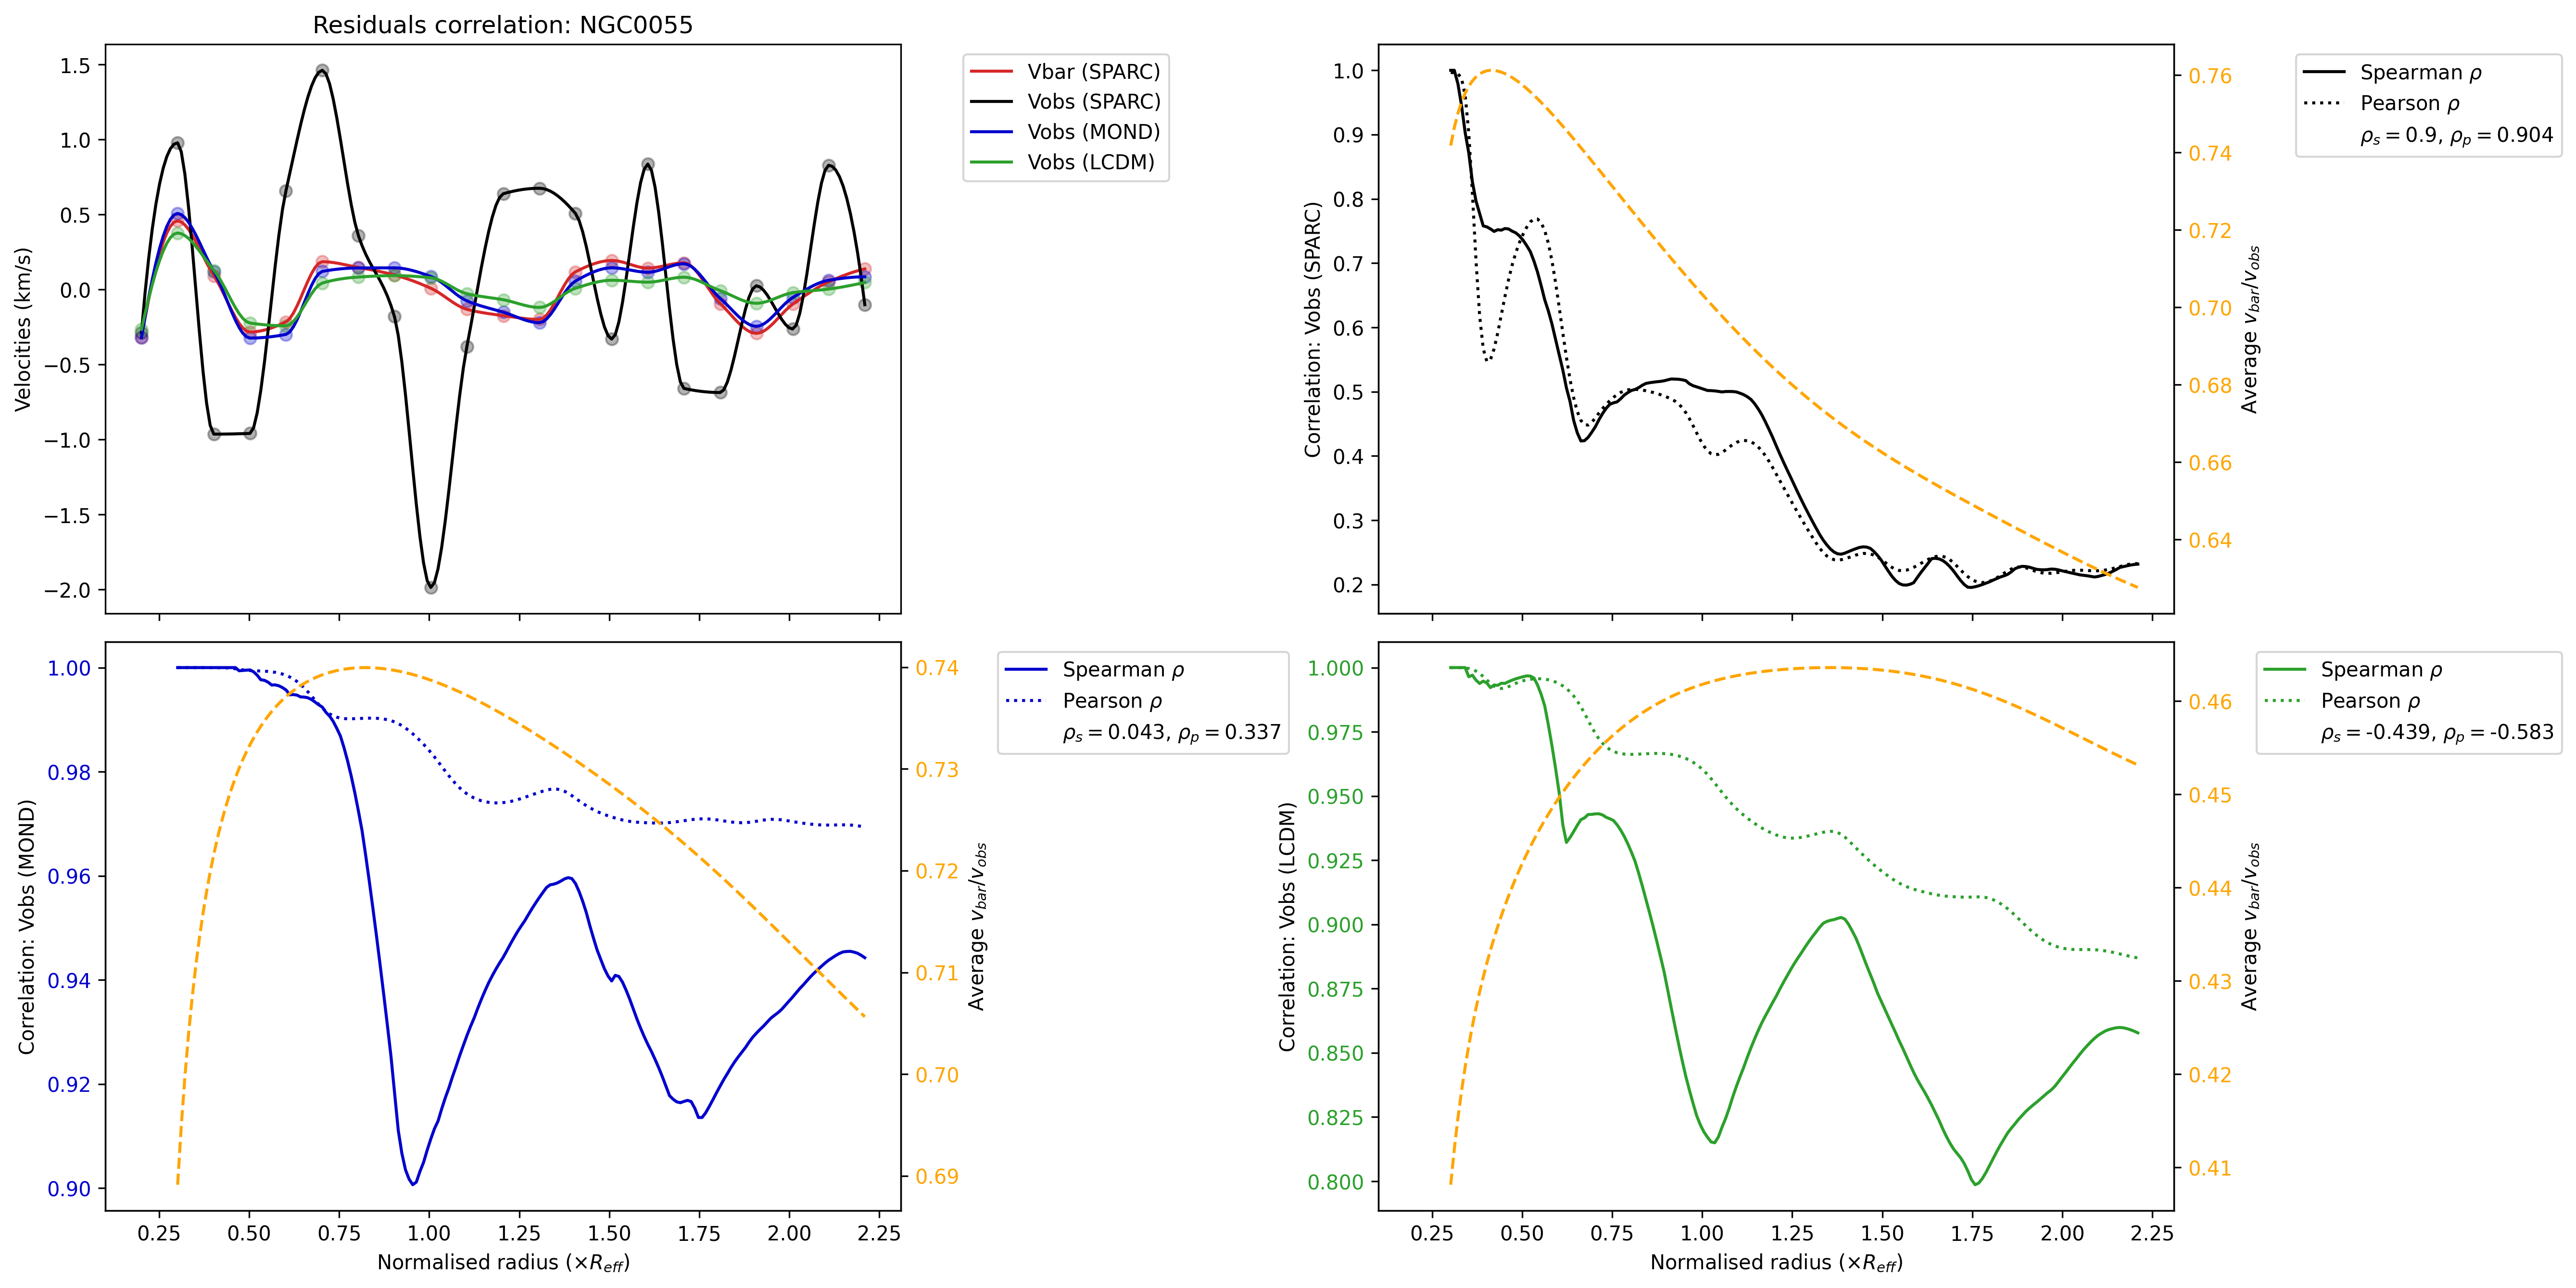 Residuals correlation: NGC0055
Velocities (km/s)
1.5
1.0
0.5
0.0
−0.5
−1.0
−1.5
−2.0
Vbar (SPARC)
Vobs (SPARC)
Vobs (MOND)
Vobs (LCDM)
Correlation: Vobs (SPARC)
1.0
0.9
0.8
0.7
0.6
0.5
0.4
0.3
0.2
0.76
0.74
0.72
0.70
0.68
0.66
0.64
Average v_bar/v_obs
Spearman ρ
Pearson ρ
ρ_s = 0.9, ρ_p = 0.904
Correlation: Vobs (MOND)
1.00
0.98
0.96
0.94
0.92
0.90
0.74
0.73
0.72
0.71
0.70
0.69
Average v_bar/v_obs
0.25 0.50 0.75 1.00 1.25 1.50 1.75 2.00 2.25
Normalised radius (×R_eff)
Spearman ρ
Pearson ρ
ρ_s = 0.043, ρ_p = 0.337
Correlation: Vobs (LCDM)
1.000
0.975
0.950
0.925
0.900
0.875
0.850
0.825
0.800
0.46
0.45
0.44
0.43
0.42
0.41
Average v_bar/v_obs
0.25 0.50 0.75 1.00 1.25 1.50 1.75 2.00 2.25
Normalised radius (×R_eff)
Spearman ρ
Pearson ρ
ρ_s = -0.439, ρ_p = -0.583